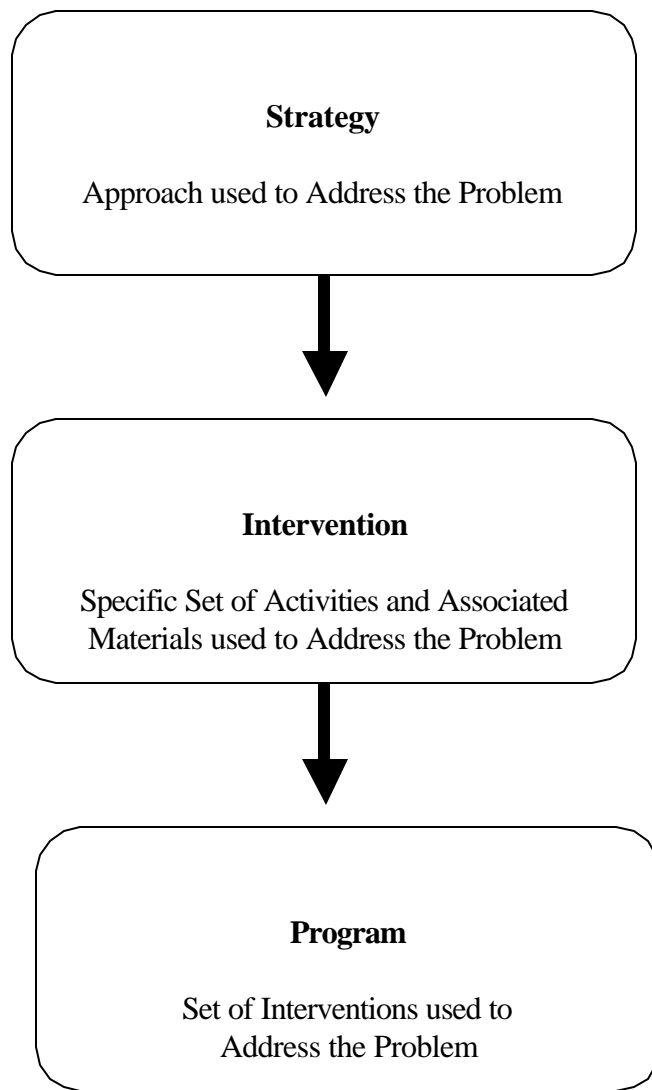 Strategy
Approach used to Address the Problem
Intervention
Specific Set of Activities and Associated
Materials used to Address the Problem
Program
Set of Interventions used to
Address the Problem